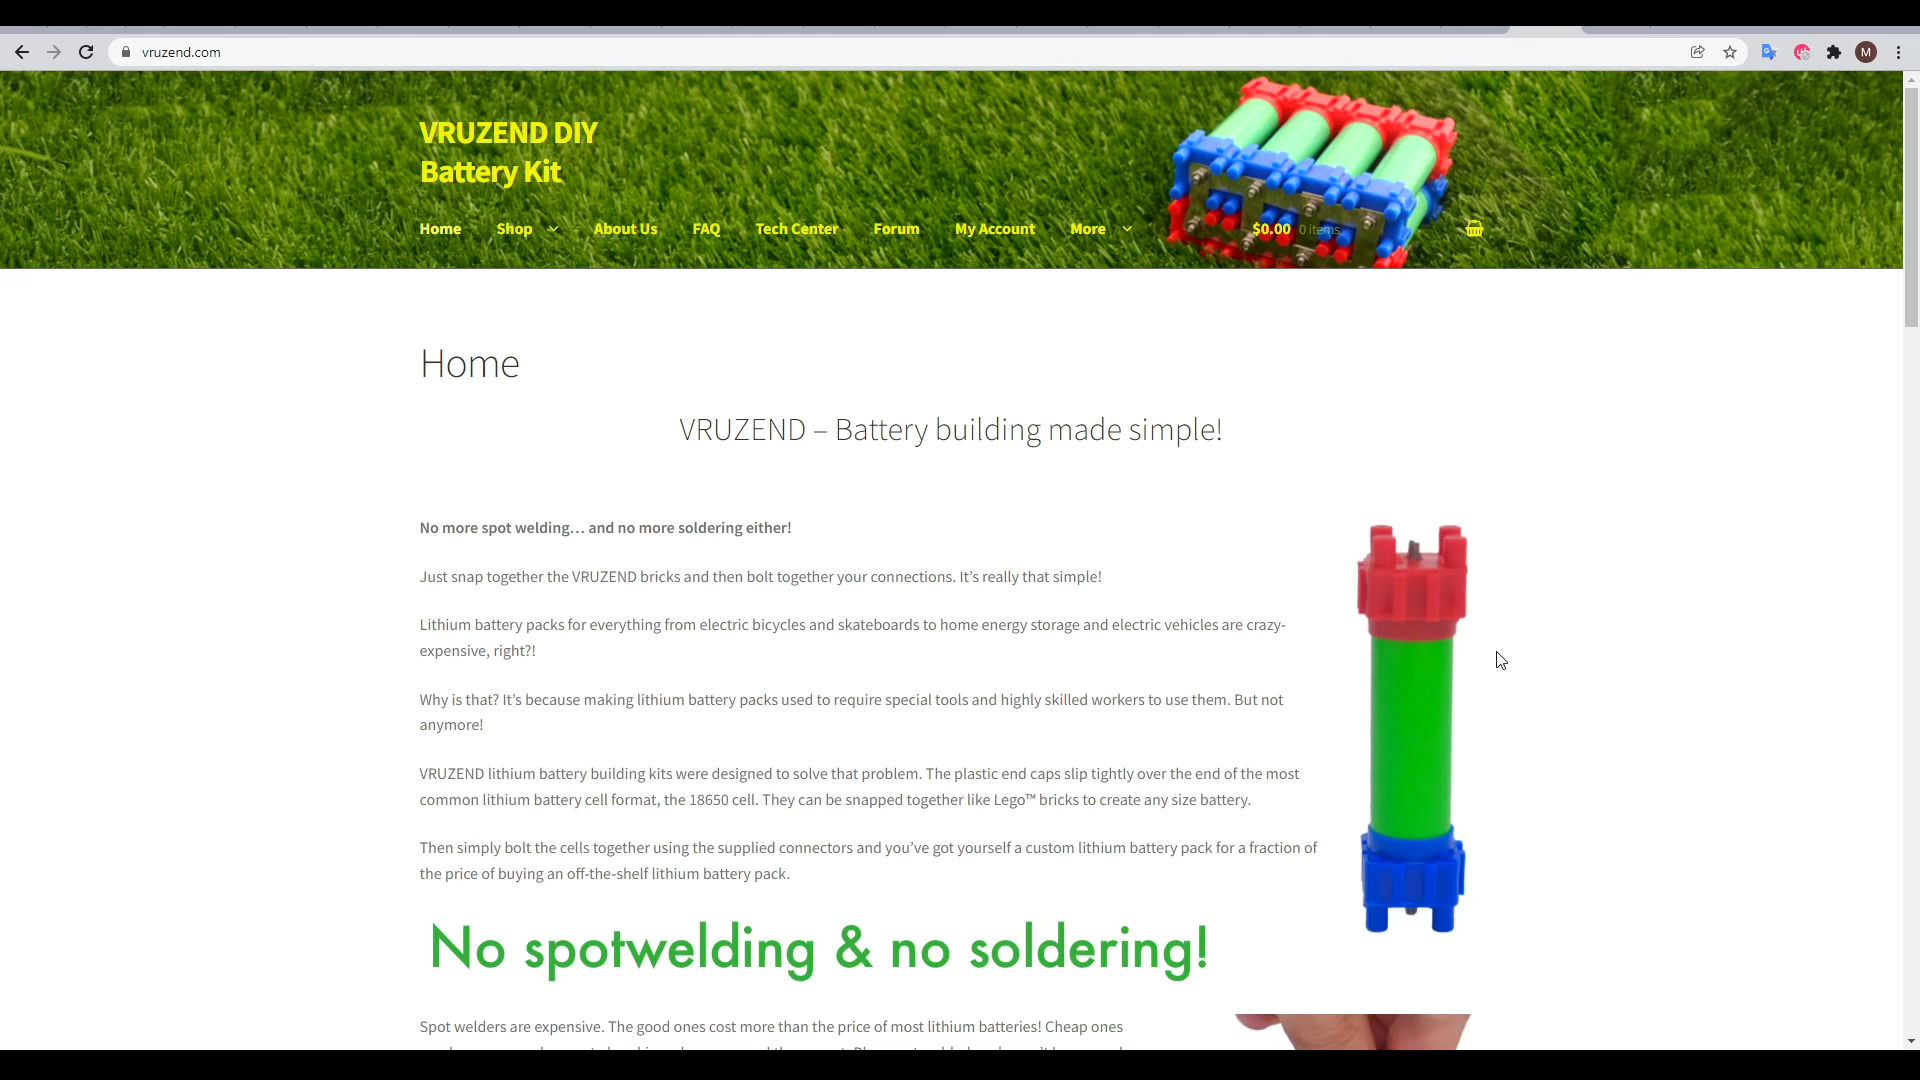 vruzend.com
M
VRUZEND DIY
Battery Kit
Home Shop About Us FAQ Tech Center Forum My Account More $0.00 0 items
Home
VRUZEND – Battery building made simple!
No more spot welding… and no more soldering either!
Just snap together the VRUZEND bricks and then bolt together your connections. It’s really that simple!
Lithium battery packs for everything from electric bicycles and skateboards to home energy storage and electric vehicles are crazy-
expensive, right?!
Why is that? It’s because making lithium battery packs used to require special tools and highly skilled workers to use them. But not
anymore!
VRUZEND lithium battery building kits were designed to solve that problem. The plastic end caps slip tightly over the end of the most
common lithium battery cell format, the 18650 cell. They can be snapped together like Lego™ bricks to create any size battery.
Then simply bolt the cells together using the supplied connectors and you’ve got yourself a custom lithium battery pack for a fraction of
the price of buying an off-the-shelf lithium battery pack.
No spotwelding & no soldering!
Spot welders are expensive. The good ones cost more than the price of most lithium batteries! Cheap ones